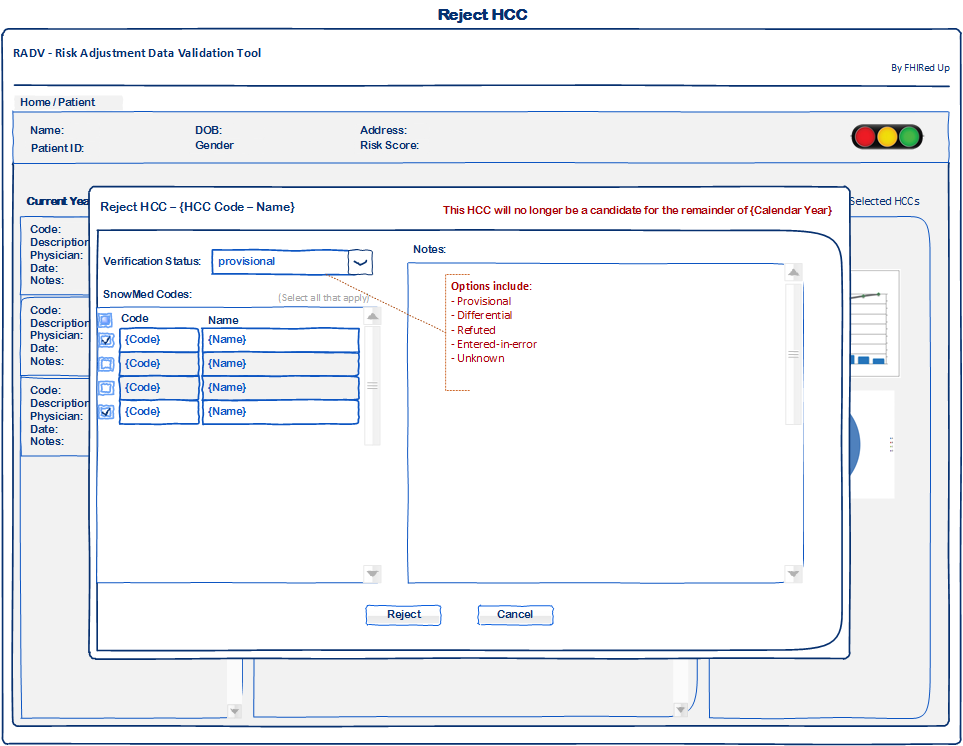 Reject HCC
RADV - Risk Adjustment Data Validation Tool
By FHIRed Up
Home / Patient
Name:
DOB:
Address:
Patient ID:
Gender
Risk Score:
Current Yea
Selected HCCs
Code:
Description
Physician:
Date:
Notes:
Code:
Description
Physician:
Date:
Notes:
Code:
Description
Physician:
Date:
Notes:
Reject HCC – {HCC Code – Name}
This HCC will no longer be a candidate for the remainder of {Calendar Year}
Verification Status:
provisional
SnowMed Codes:
(Select all that apply)
Code
Name
{Code}
{Name}
{Code}
{Name}
{Code}
{Name}
{Code}
{Name}
Notes:
Options include:
- Provisional
- Differential
- Refuted
- Entered-in-error
- Unknown
Reject
Cancel